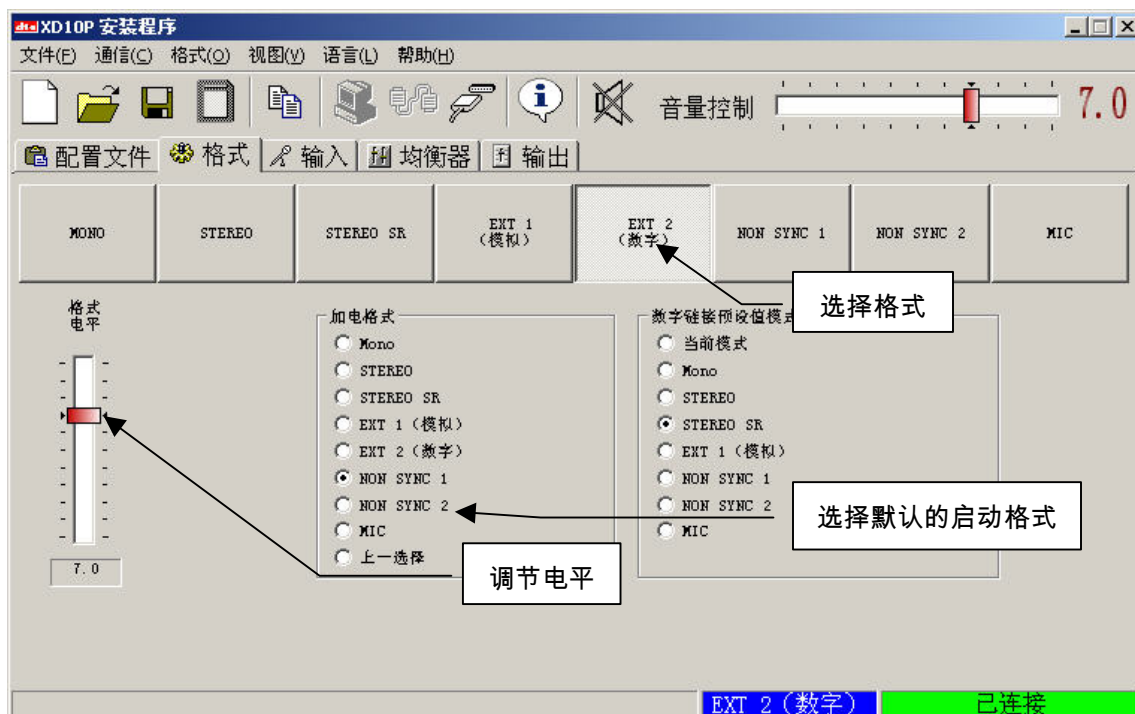 dts XD10P 安装程序
文件(F) 通信(C) 格式(O) 视图(V) 语言(L) 帮助(H)
音量控制 7.0
配置文件 格式 输入 均衡器 输出
MONO
STEREO
STEREO SR
EXT 1
(模拟)
EXT 2
(数字)
NON SYNC 1
NON SYNC 2
MIC
选择格式
格式
电平
7.0
加电格式
Mono
STEREO
STEREO SR
EXT 1 (模拟)
EXT 2 (数字)
NON SYNC 1
NON SYNC 2
MIC
上一选择
数字链接预设值模式
当前模式
Mono
STEREO
STEREO SR
EXT 1 (模拟)
NON SYNC 1
NON SYNC 2
MIC
选择默认的启动格式
调节电平
EXT 2 (数字) 已连接